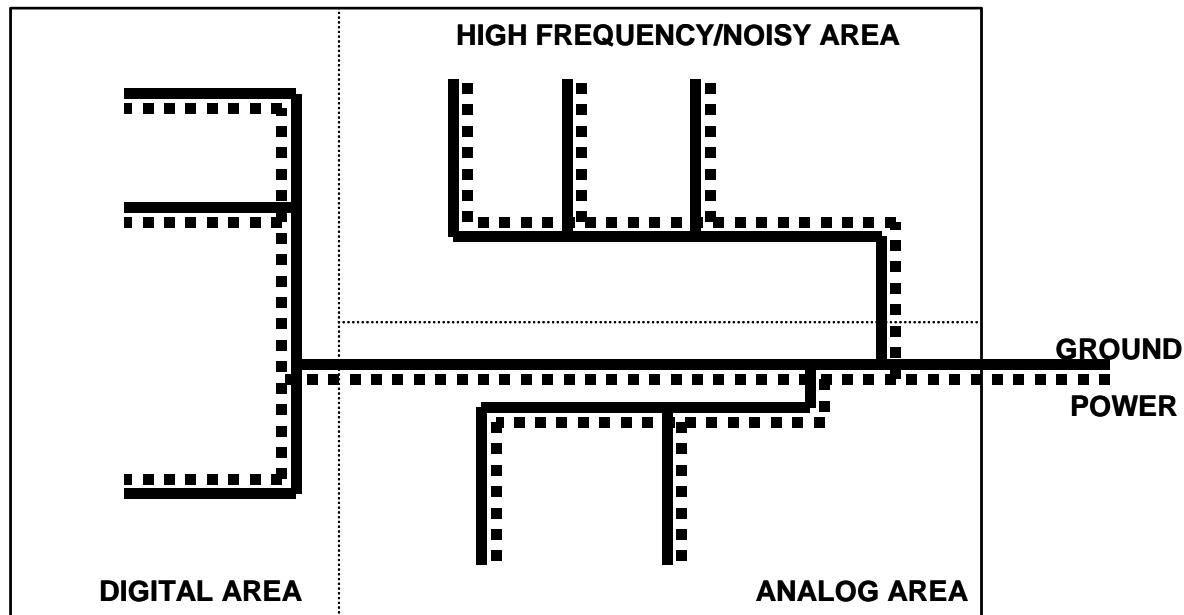 HIGH FREQUENCY/NOISY AREA
GROUND
POWER
DIGITAL AREA
ANALOG AREA